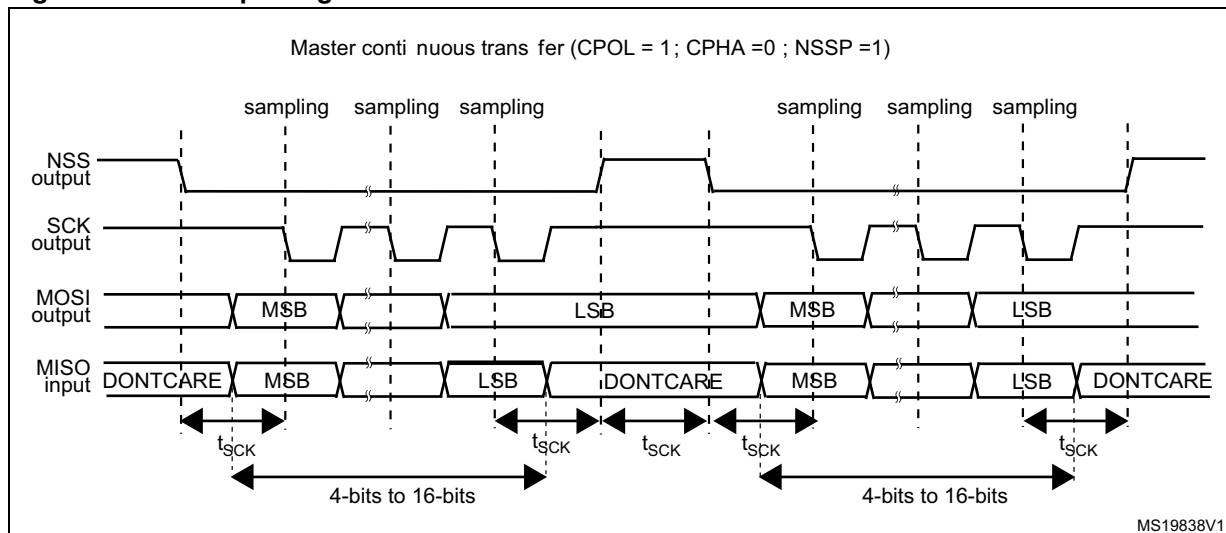 Master conti nuous trans fer (CPOL = 1; CPHA =0 ; NSSP =1)
sampling sampling sampling sampling sampling sampling
NSS
output
SCK
output
MOSI
output
MSB LSB MSB LSB
MISO
input
DONTCARE MSB LSB DONTCARE MSB LSB DONTCARE
tSCK tSCK tSCK tSCK tSCK
4-bits to 16-bits 4-bits to 16-bits
MS19838V1